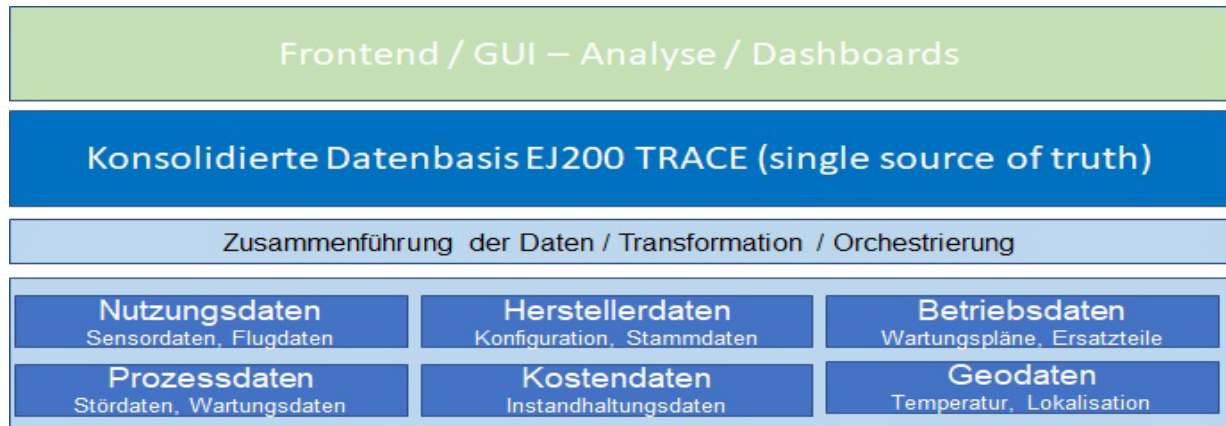 Frontend / GUI – Analyse / Dashboards
Konsolidierte Datenbasis EJ200 TRACE (single source of truth)
Zusammenführung der Daten / Transformation / Orchestrierung
Nutzungsdaten
Sensordaten, Flugdaten
Herstellerdaten
Konfiguration, Stammdaten
Betriebsdaten
Wartungspläne, Ersatzteile
Prozessdaten
Stördaten, Wartungsdaten
Kostendaten
Instandhaltungsdaten
Geodaten
Temperatur, Lokalisation